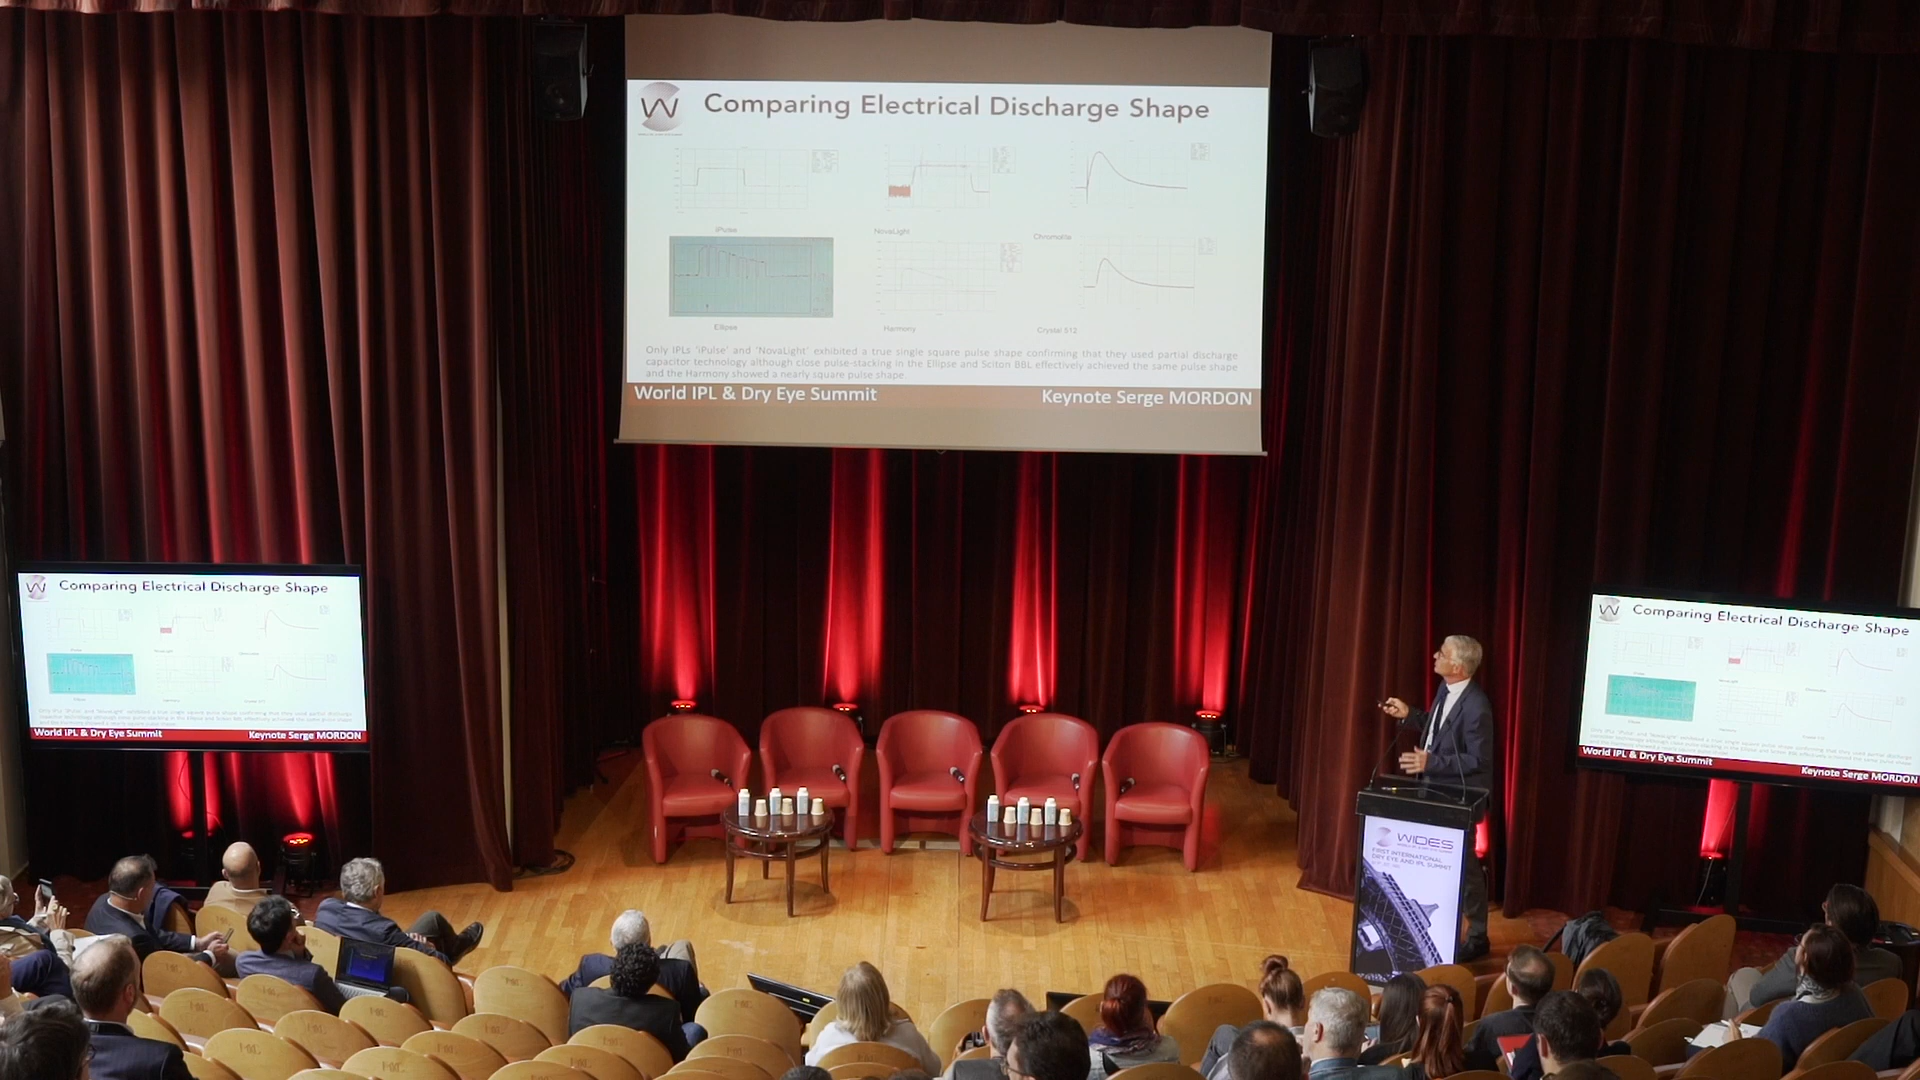 Comparing Electrical Discharge Shape
iPulse
NovaLight
Chromolite
Ellipse
Harmony
Crystal 512
Only IPLs 'iPulse' and 'NovaLight' exhibited a true single square pulse shape confirming that they used partial discharge
capacitor technology although close pulse-stacking in the Ellipse and Sciton BBL effectively achieved the same pulse shape
and the Harmony showed a nearly square pulse shape
World IPL & Dry Eye Summit
Keynote Serge MORDON
Comparing Electrical Discharge Shape
World IPL & Dry Eye Summit
Keynote Serge MORDON
Comparing Electrical Discharge Shape
World IPL & Dry Eye Summit
Keynote Serge MORDON
WIDES
FIRST INTERNATIONAL
DRY EYE AND IPL SUMMIT